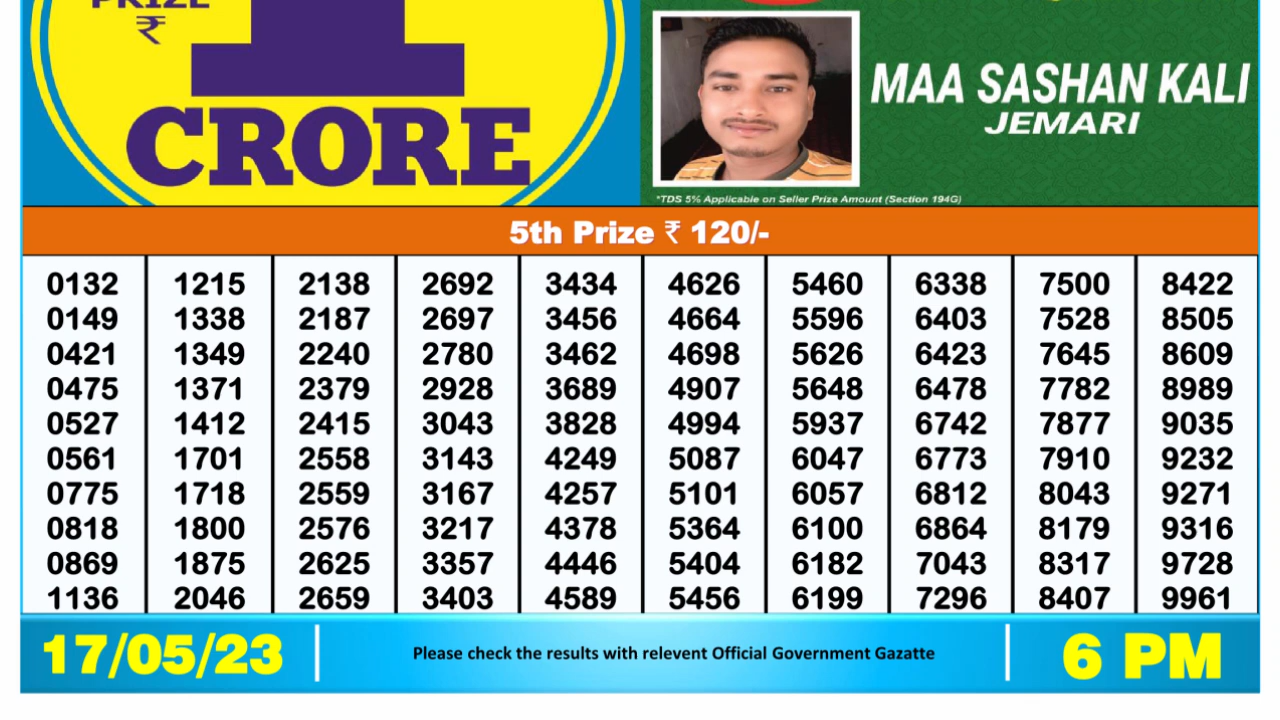 PRIZE
₹
1
CRORE
MAA SASHAN KALI
JEMARI
*TDS 5% Applicable on Seller Prize Amount (Section 194G)
5th Prize ₹ 120/-
0132 1215 2138 2692 3434 4626 5460 6338 7500 8422
0149 1338 2187 2697 3456 4664 5596 6403 7528 8505
0421 1349 2240 2780 3462 4698 5626 6423 7645 8609
0475 1371 2379 2928 3689 4907 5648 6478 7782 8989
0527 1412 2415 3043 3828 4994 5937 6742 7877 9035
0561 1701 2558 3143 4249 5087 6047 6773 7910 9232
0775 1718 2559 3167 4257 5101 6057 6812 8043 9271
0818 1800 2576 3217 4378 5364 6100 6864 8179 9316
0869 1875 2625 3357 4446 5404 6182 7043 8317 9728
1136 2046 2659 3403 4589 5456 6199 7296 8407 9961
17/05/23
Please check the results with relevent Official Government Gazatte
6 PM